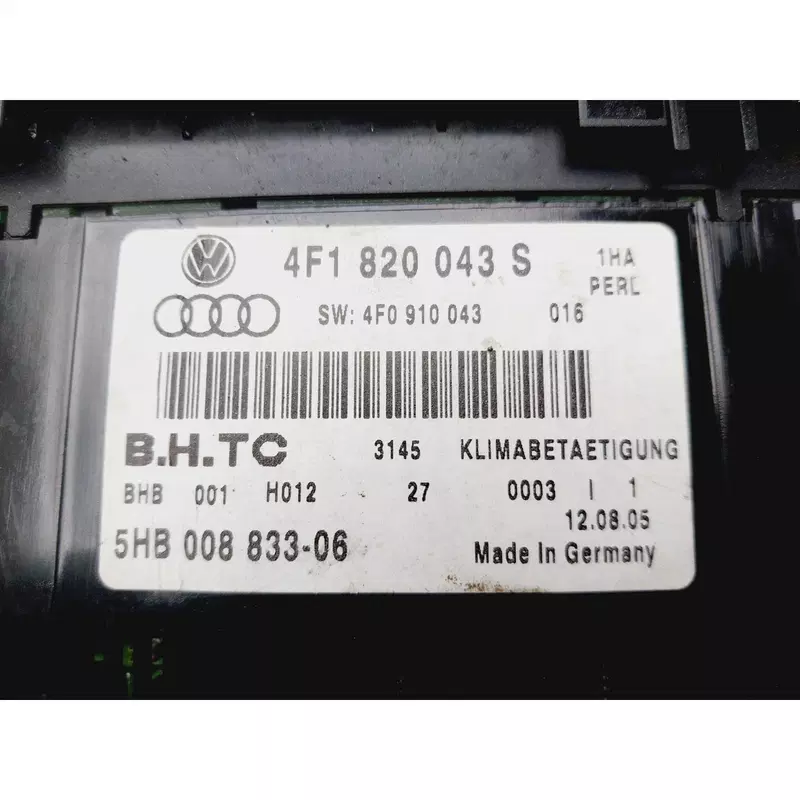 4F1 820 043 S 1HA
PERL
SW: 4F0 910 043 016
B.H.TC 3145 KLIMABETAETIGUNG
BHB 001 H012 27 0003 I 1
12.08.05
5HB 008 833-06 Made In Germany